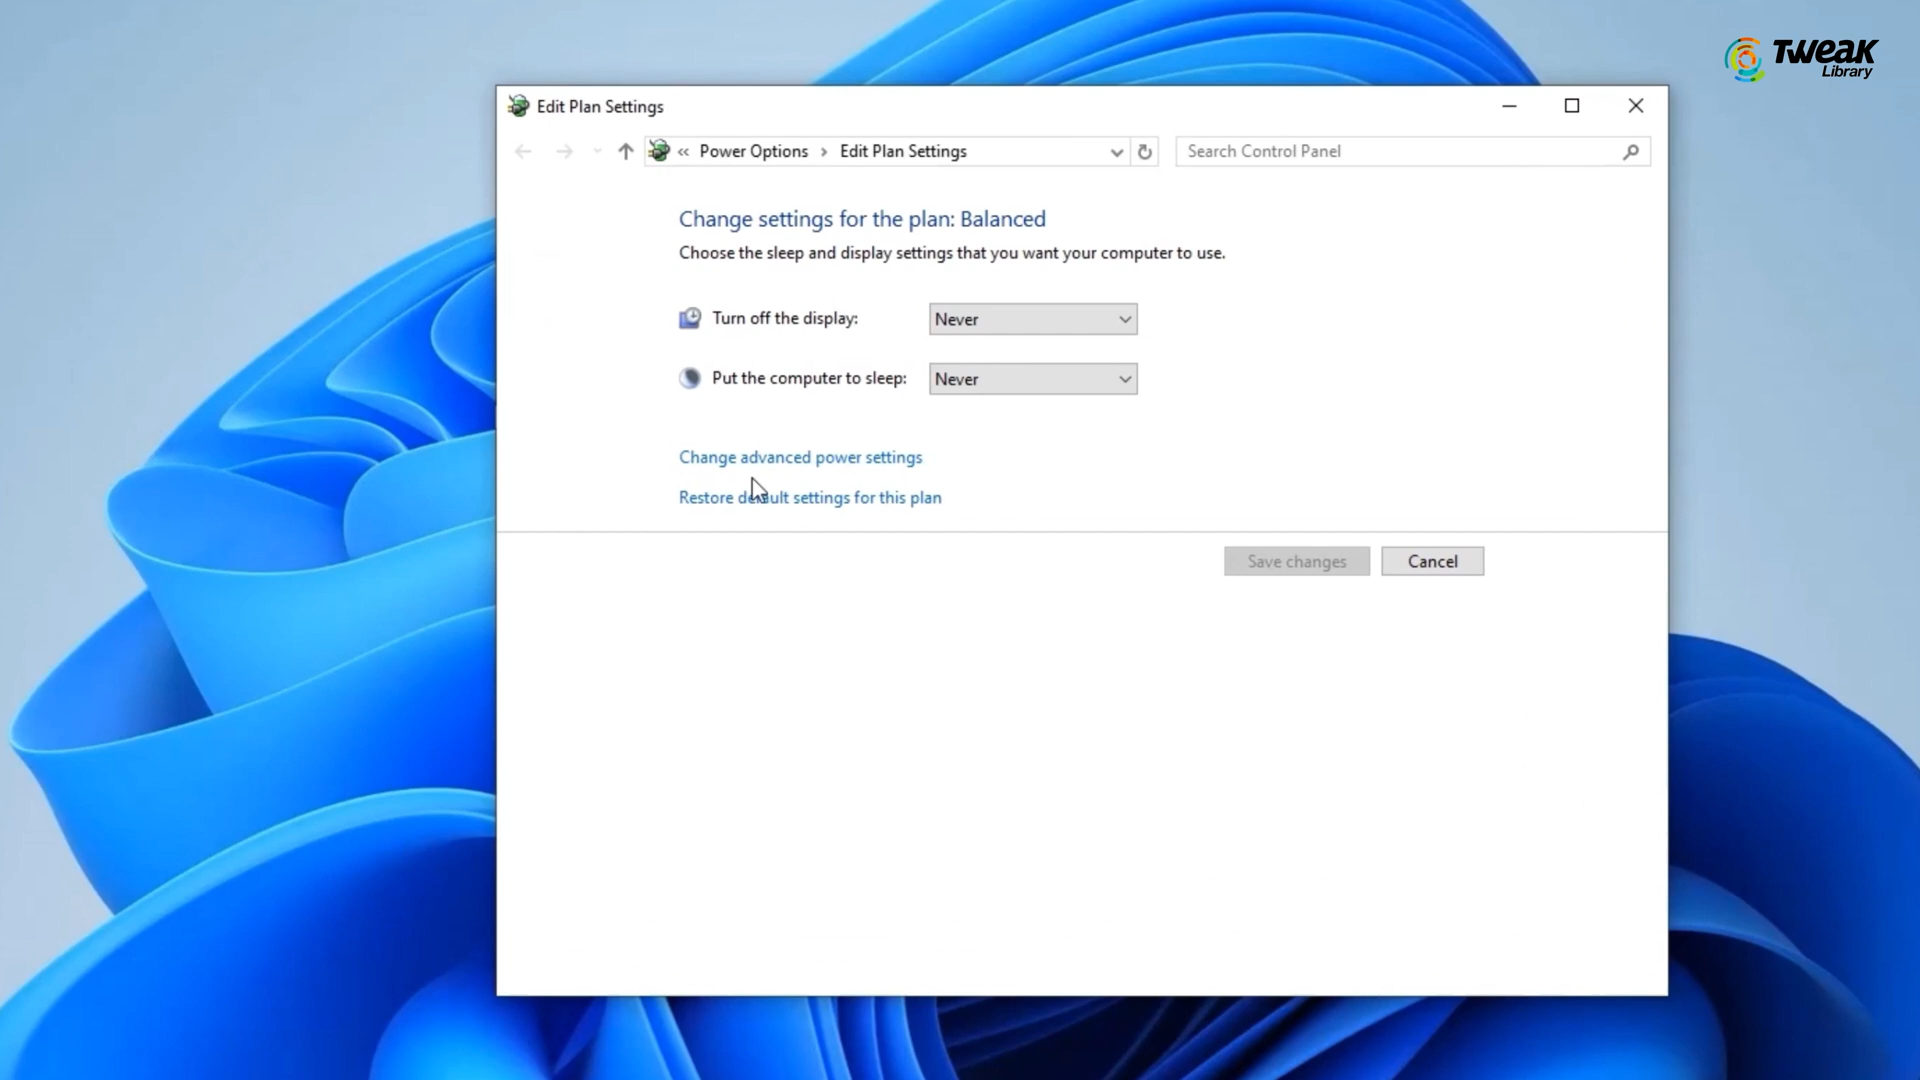 TWEAK
Library
Edit Plan Settings
« Power Options › Edit Plan Settings
Search Control Panel
Change settings for the plan: Balanced
Choose the sleep and display settings that you want your computer to use.
Turn off the display: Never
Put the computer to sleep: Never
Change advanced power settings
Restore default settings for this plan
Save changes Cancel